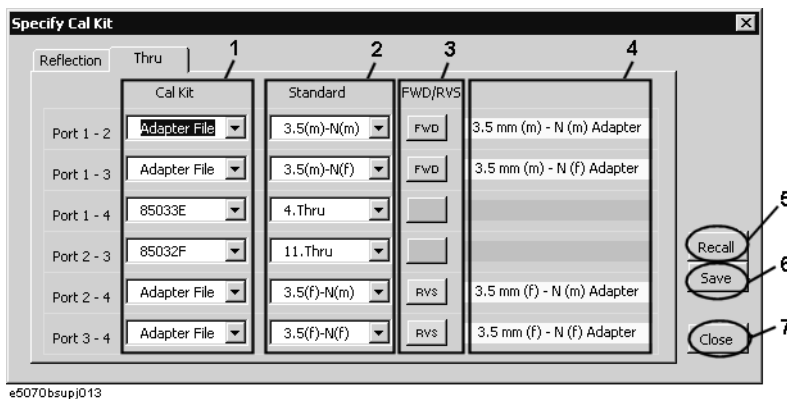 Specify Cal Kit
Reflection Thru 1 2 3 4
Cal Kit Standard FWD/RVS
Port 1 - 2 Adapter File 3.5(m)-N(m) FWD 3.5 mm (m) - N (m) Adapter
Port 1 - 3 Adapter File 3.5(m)-N(f) FWD 3.5 mm (m) - N (f) Adapter
Port 1 - 4 85033E 4.Thru
5
Port 2 - 3 85032F 11.Thru Recall
6
Port 2 - 4 Adapter File 3.5(f)-N(m) RVS 3.5 mm (f) - N (m) Adapter Save
Port 3 - 4 Adapter File 3.5(f)-N(f) RVS 3.5 mm (f) - N (f) Adapter Close 7
e5070bsupj013